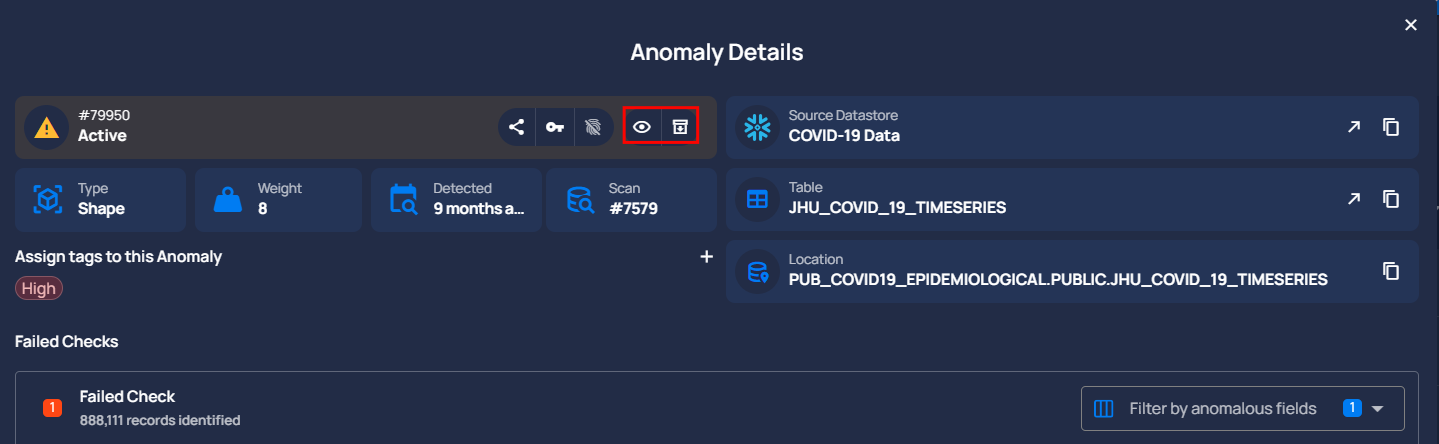 Anomaly Details
#79950
Active
Source Datastore
COVID-19 Data
Type
Shape
Weight
8
Detected
9 months a...
Scan
#7579
Table
JHU_COVID_19_TIMESERIES
Assign tags to this Anomaly
High
Location
PUB_COVID19_EPIDEMIOLOGICAL.PUBLIC.JHU_COVID_19_TIMESERIES
Failed Checks
1
Failed Check
888,111 records identified
Filter by anomalous fields 1